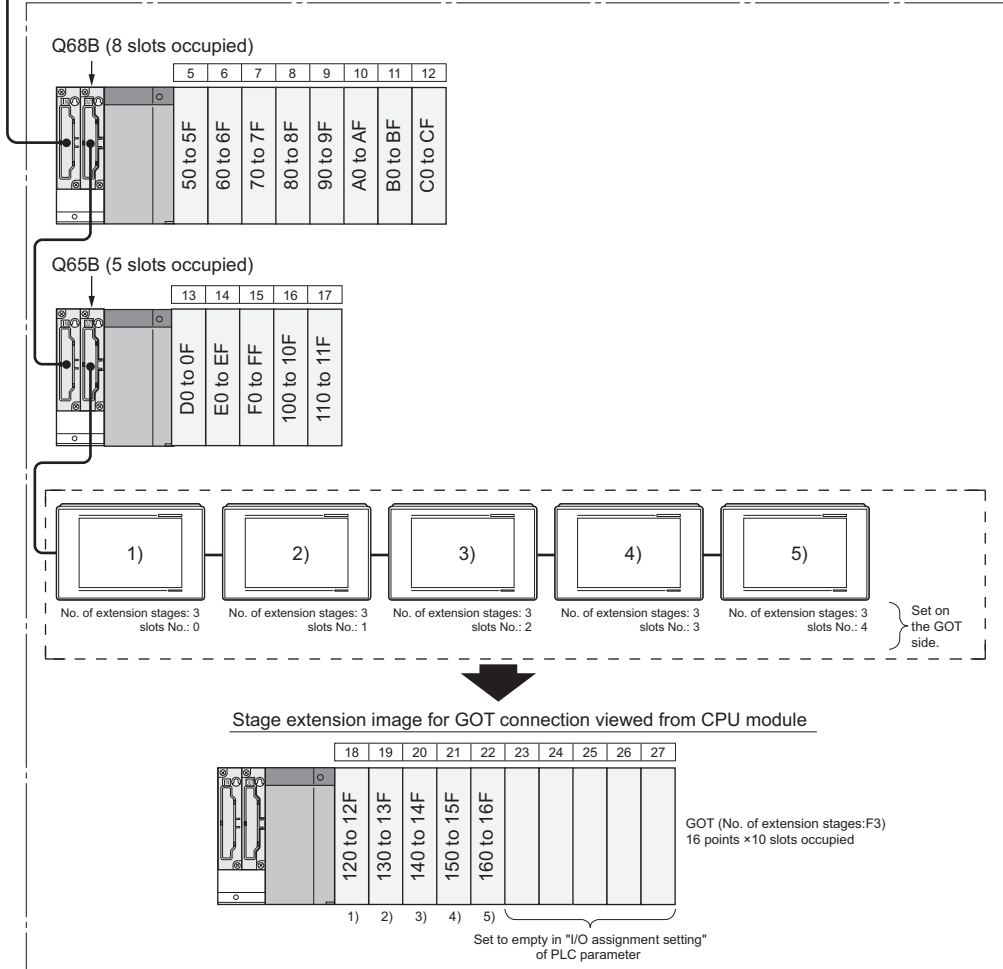 Q68B (8 slots occupied)
5 6 7 8 9 10 11 12
50 to 5F
60 to 6F
70 to 7F
80 to 8F
90 to 9F
A0 to AF
B0 to BF
C0 to CF
Q65B (5 slots occupied)
13 14 15 16 17
D0 to 0F
E0 to EF
F0 to FF
100 to 10F
110 to 11F
1) 2) 3) 4) 5)
No. of extension stages: 3
slots No.: 0
No. of extension stages: 3
slots No.: 1
No. of extension stages: 3
slots No.: 2
No. of extension stages: 3
slots No.: 3
No. of extension stages: 3
slots No.: 4
Set on
the GOT
side.
Stage extension image for GOT connection viewed from CPU module
18 19 20 21 22 23 24 25 26 27
120 to 12F
130 to 13F
140 to 14F
150 to 15F
160 to 16F
GOT (No. of extension stages:F3)
16 points ×10 slots occupied
1) 2) 3) 4) 5)
Set to empty in "I/O assignment setting"
of PLC parameter